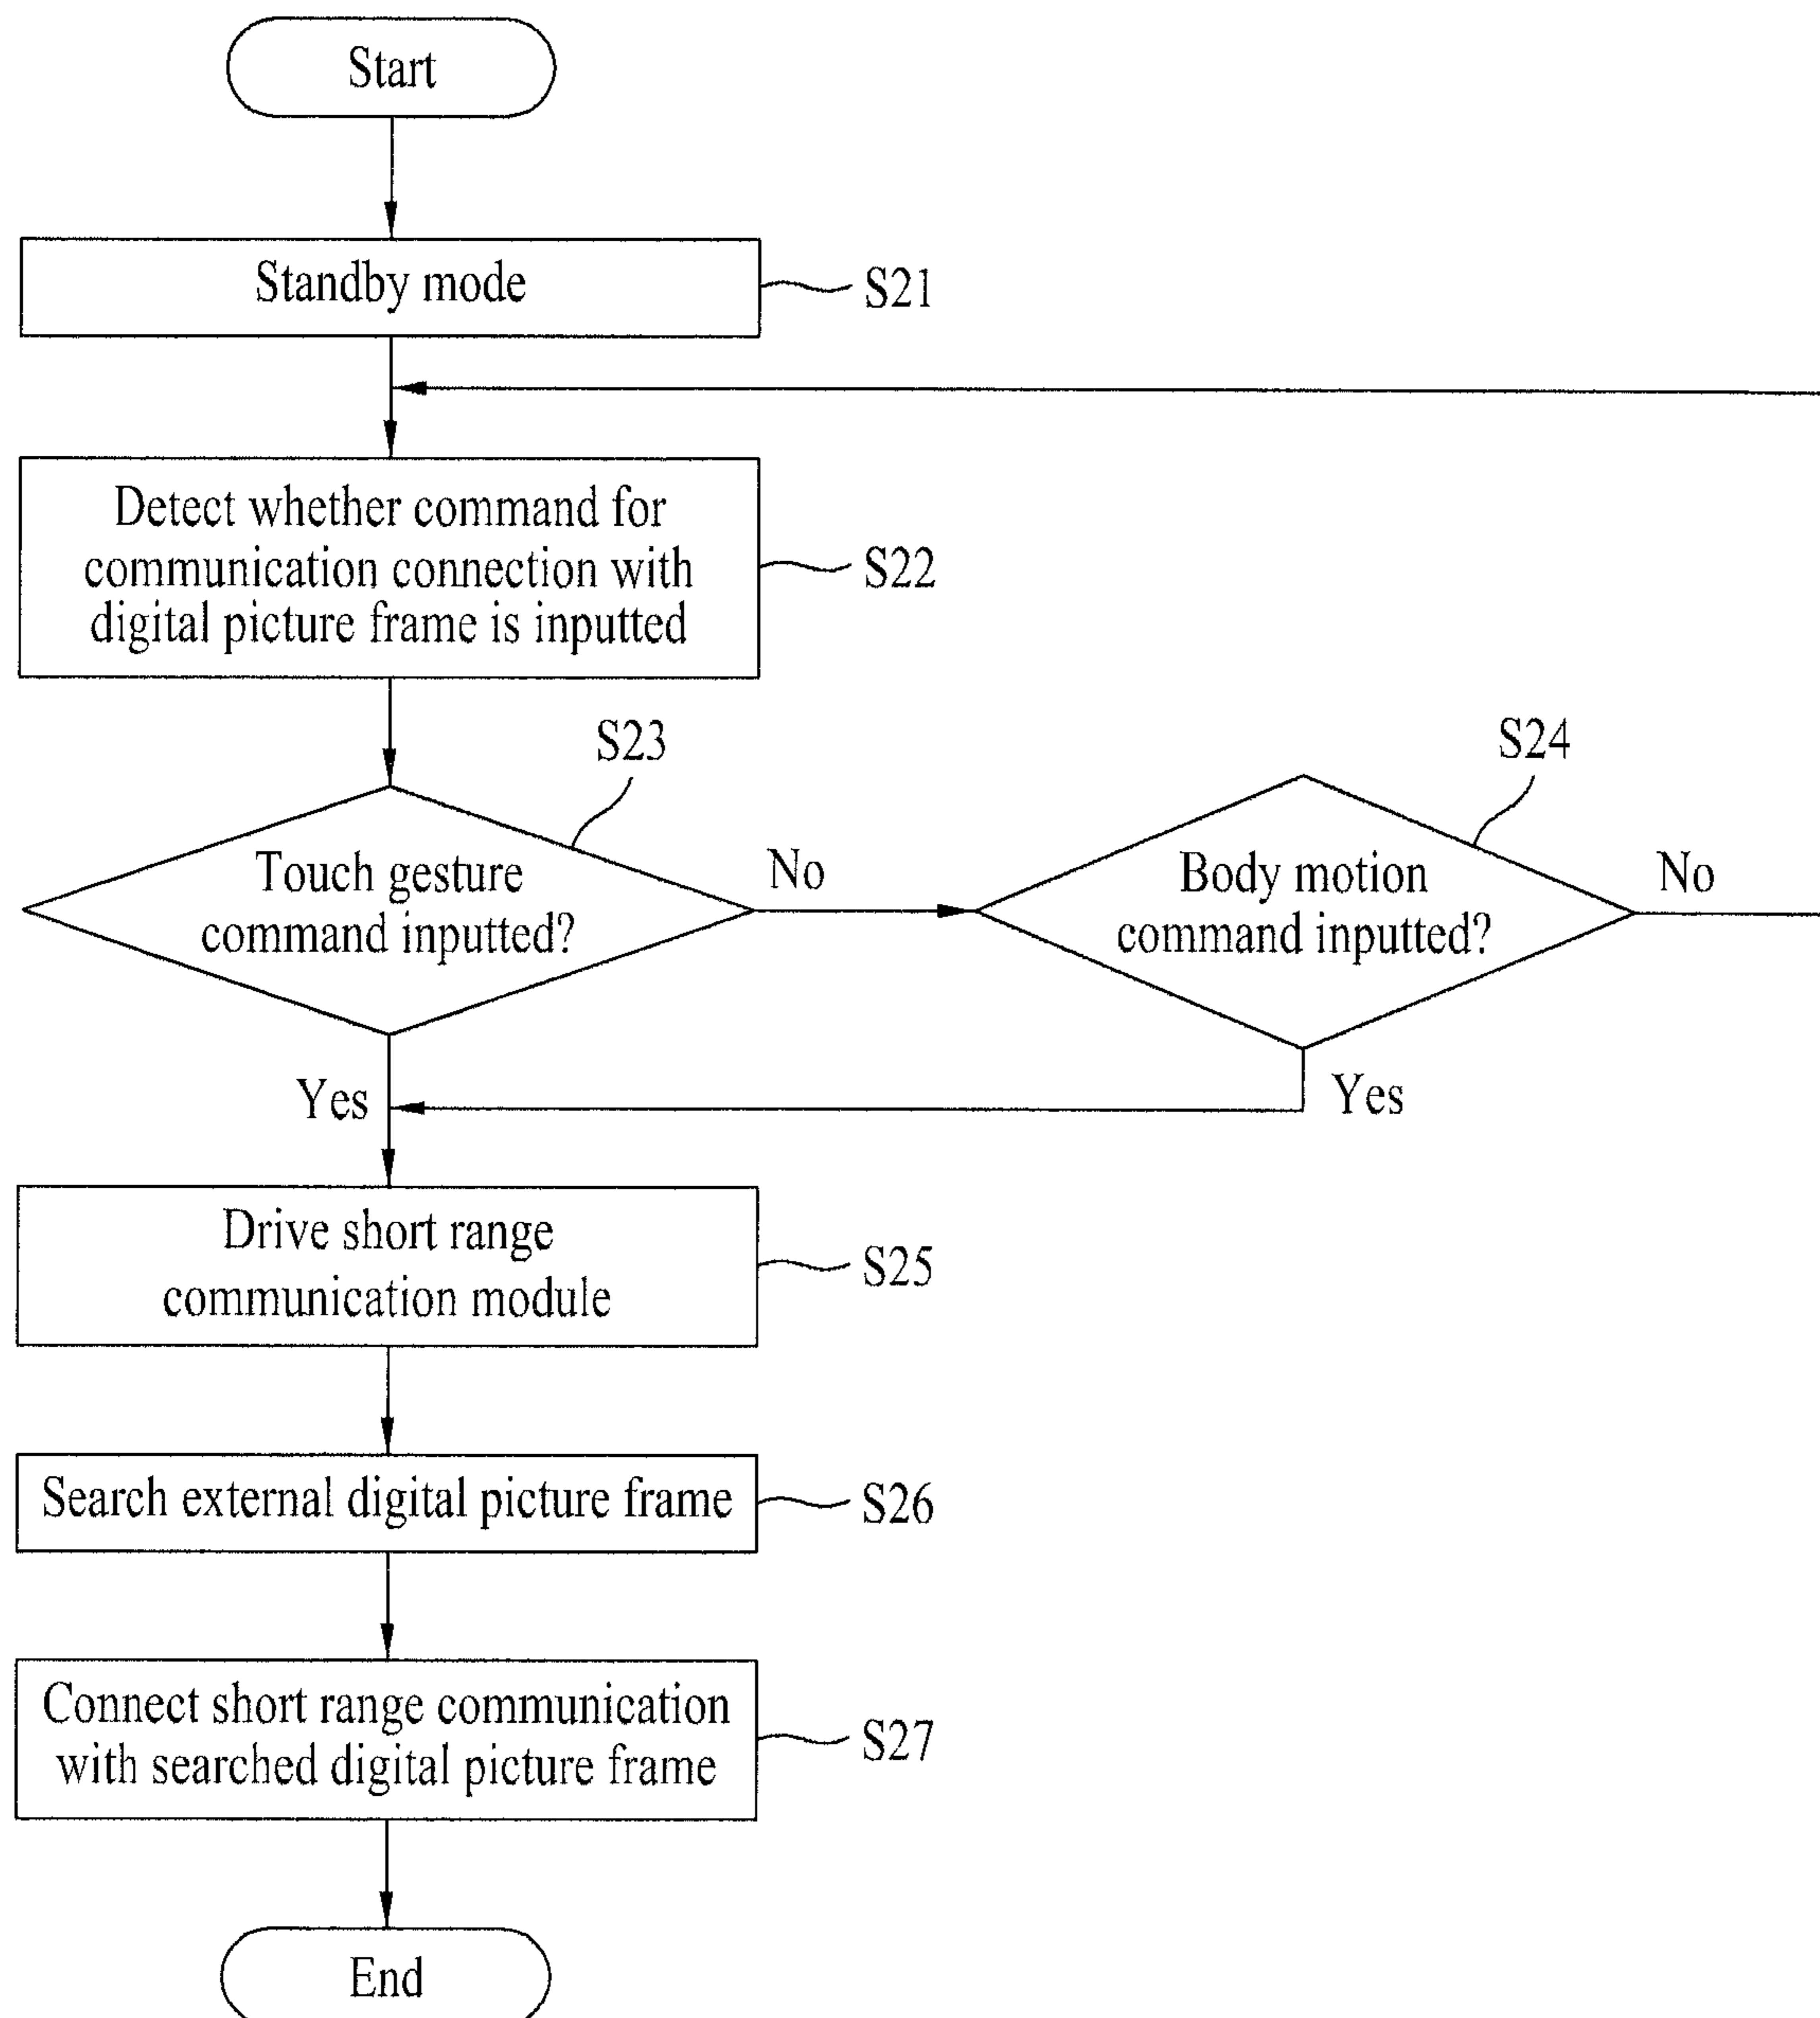 Start
Standby mode
S21
Detect whether command for
communication connection with
digital picture frame is inputted
S22
S23
Touch gesture
command inputted?
No
S24
Body motion
command inputted?
No
Yes
Yes
Drive short range
communication module
S25
Search external digital picture frame
S26
Connect short range communication
with searched digital picture frame
S27
End